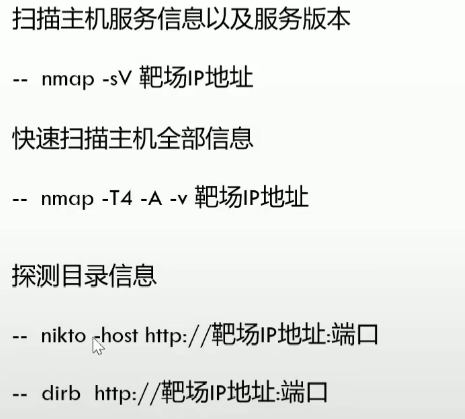 扫描主机服务信息以及服务版本
-- nmap -sV 靶场IP地址
快速扫描主机全部信息
-- nmap -T4 -A -v 靶场IP地址
探测目录信息
-- nikto -host http://靶场IP地址:端口
-- dirb http://靶场IP地址:端口